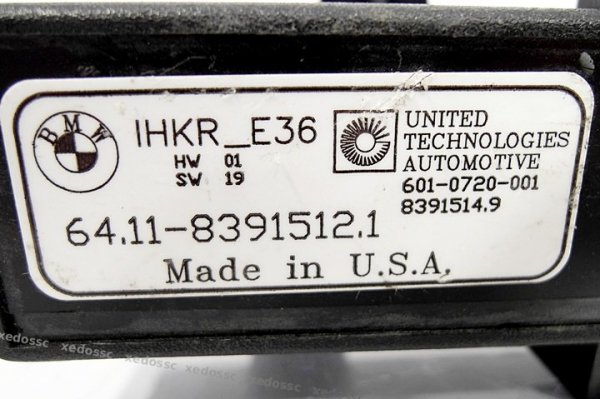 BMW
IHKR_E36
HW 01
SW 19
UNITED
TECHNOLOGIES
AUTOMOTIVE
601-0720-001
8391514.9
64.11-8391512.1
Made in U.S.A.
xedossc xedossc xedossc xedossc xedossc xedossc